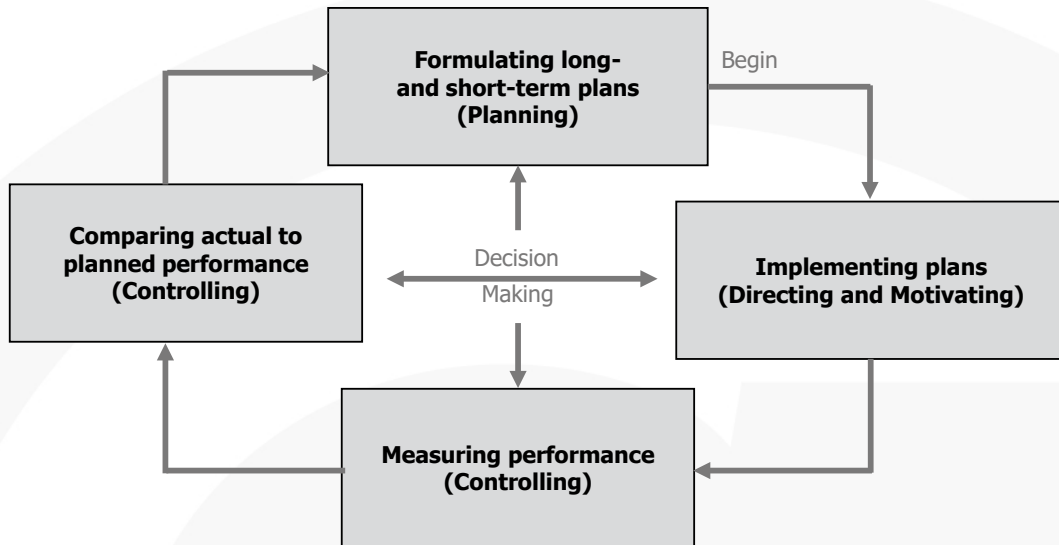 Formulating long-
and short-term plans
(Planning)
Begin
Comparing actual to
planned performance
(Controlling)
Decision
Making
Implementing plans
(Directing and Motivating)
Measuring performance
(Controlling)